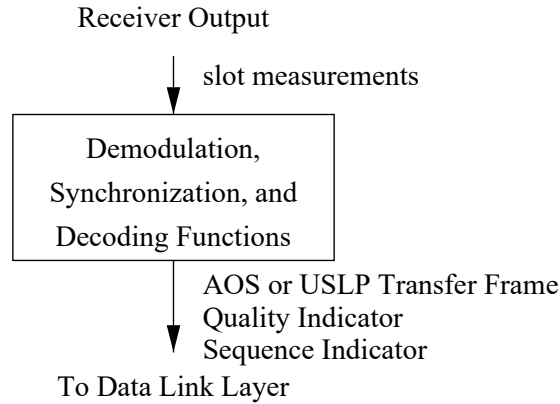 Receiver Output
slot measurements
Demodulation,
Synchronization, and
Decoding Functions
AOS or USLP Transfer Frame
Quality Indicator
Sequence Indicator
To Data Link Layer